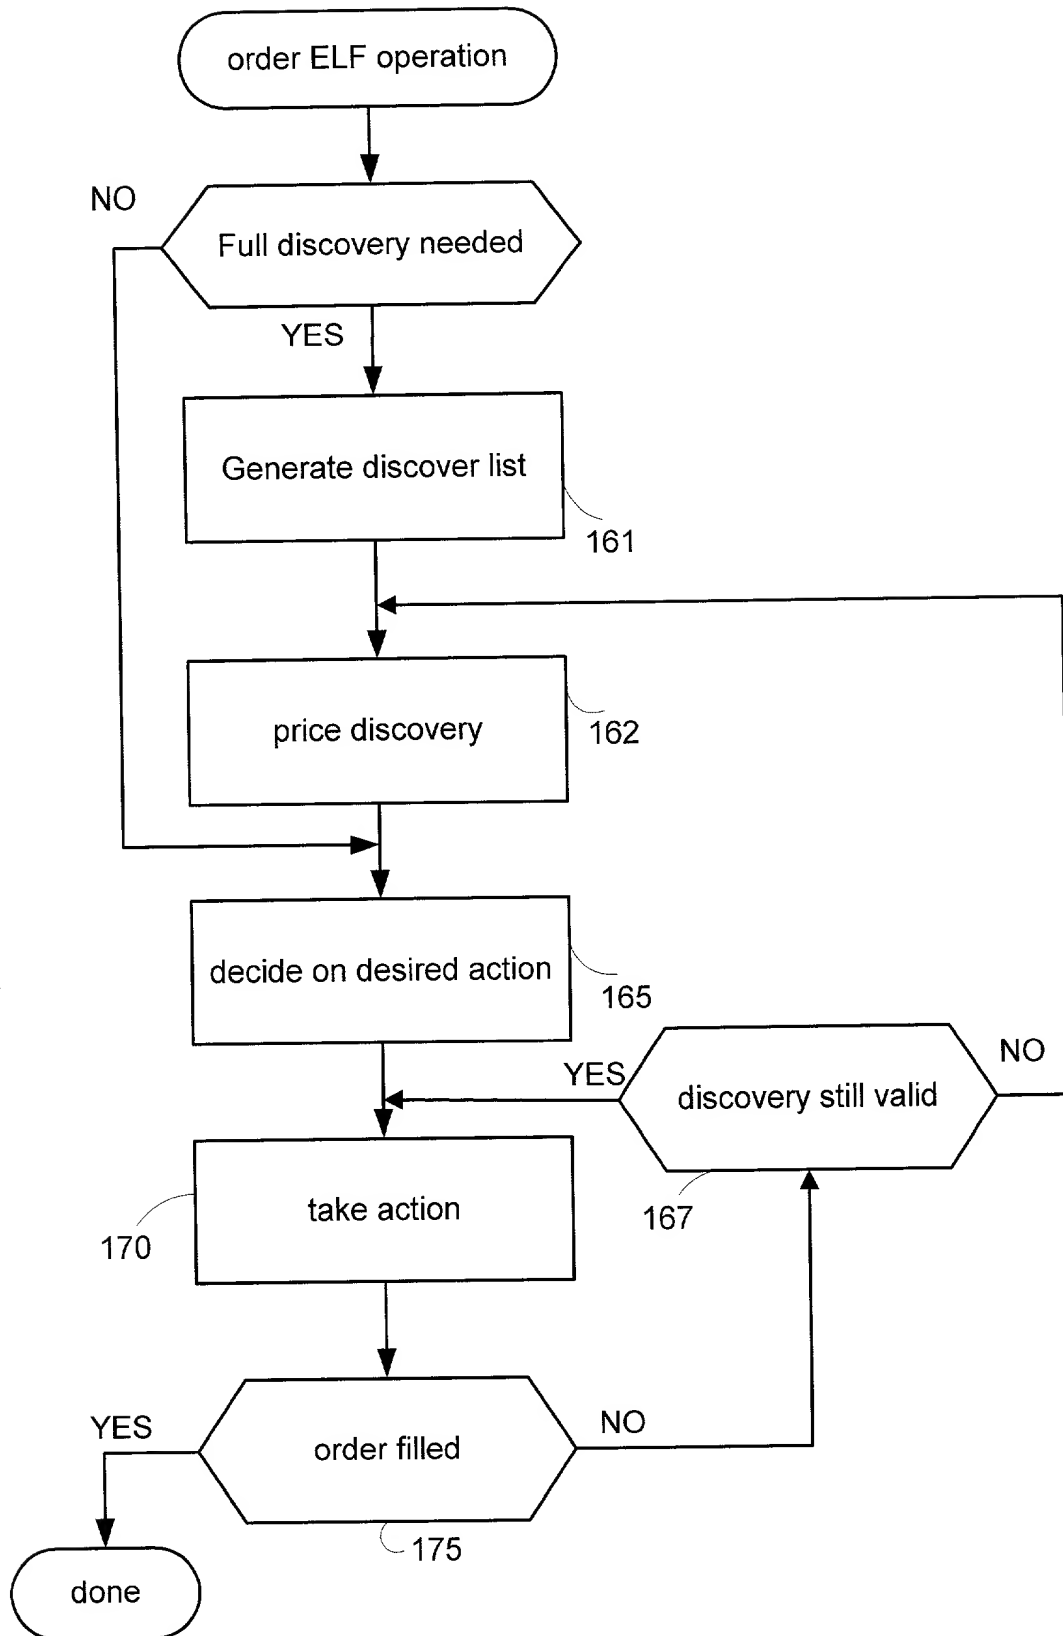 order ELF operation
NO
Full discovery needed
YES
Generate discover list
161
price discovery
162
decide on desired action
165
YES
discovery still valid
NO
take action
170
167
YES
order filled
NO
175
done